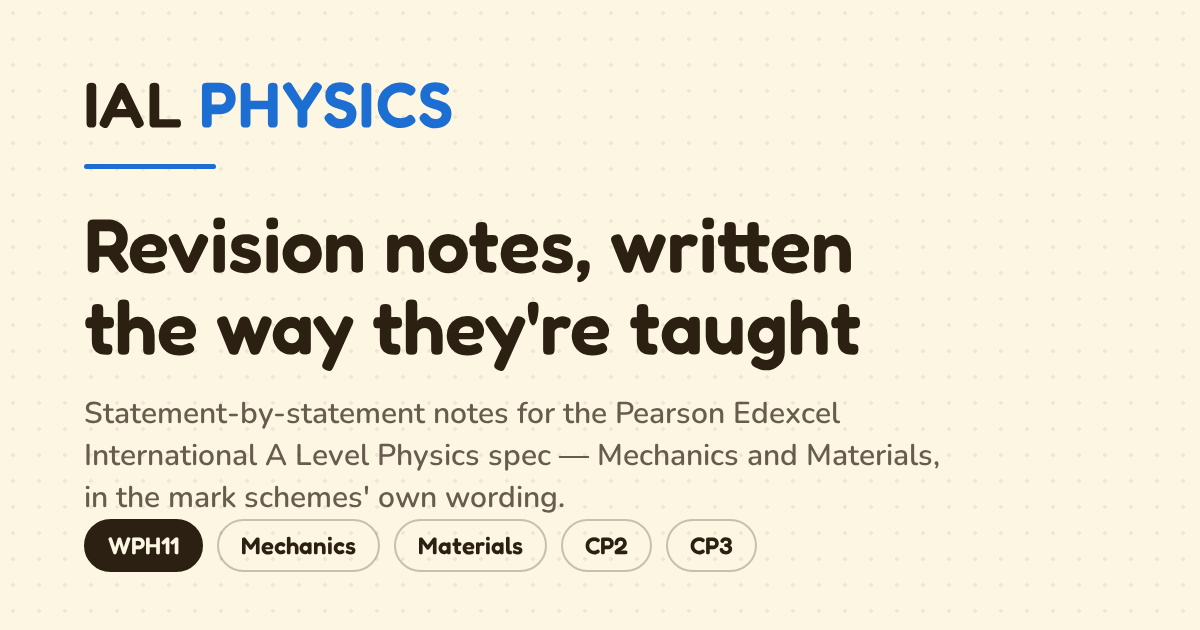 IAL PHYSICS
Revision notes, written
the way they're taught
Statement-by-statement notes for the Pearson Edexcel
International A Level Physics spec — Mechanics and Materials,
in the mark schemes' own wording.
WPH11 Mechanics Materials CP2 CP3